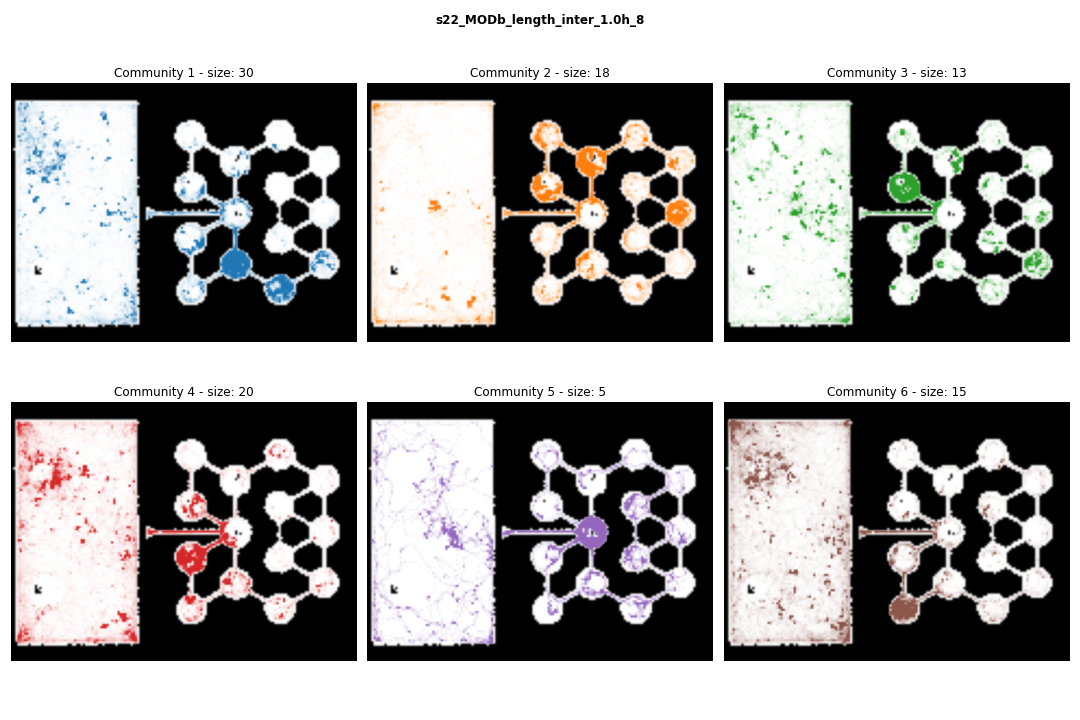 s22_MODb_length_inter_1.0h_8
Community 1 - size: 30
Community 2 - size: 18
Community 3 - size: 13
Community 4 - size: 20
Community 5 - size: 5
Community 6 - size: 15